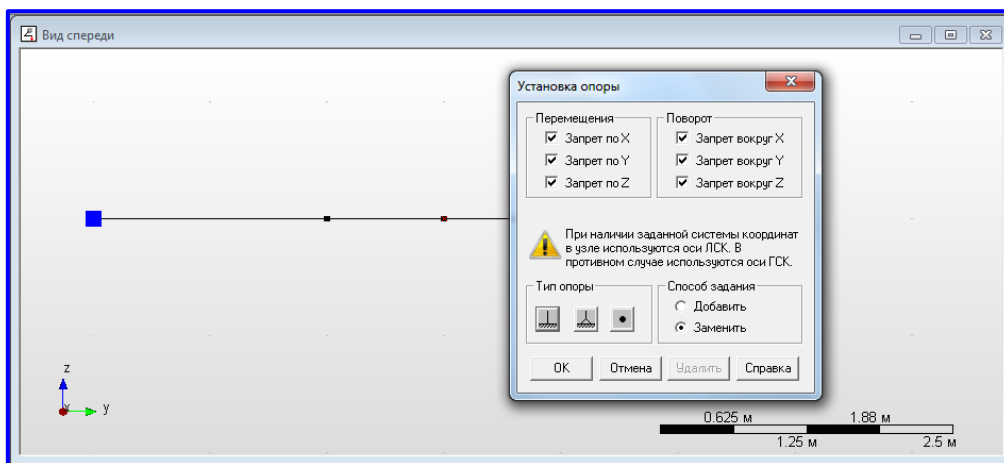 Вид спереди
Установка опоры
Перемещения
Поворот
Запрет по X
Запрет вокруг X
Запрет по Y
Запрет вокруг Y
Запрет по Z
Запрет вокруг Z
При наличии заданной системы координат
в узле используются оси ЛСК. В
противном случае используются оси ГСК.
Тип опоры
Способ задания
Добавить
Заменить
OK
Отмена
Удалить
Справка
z
x
y
0.625 м
1.88 м
1.25 м
2.5 м